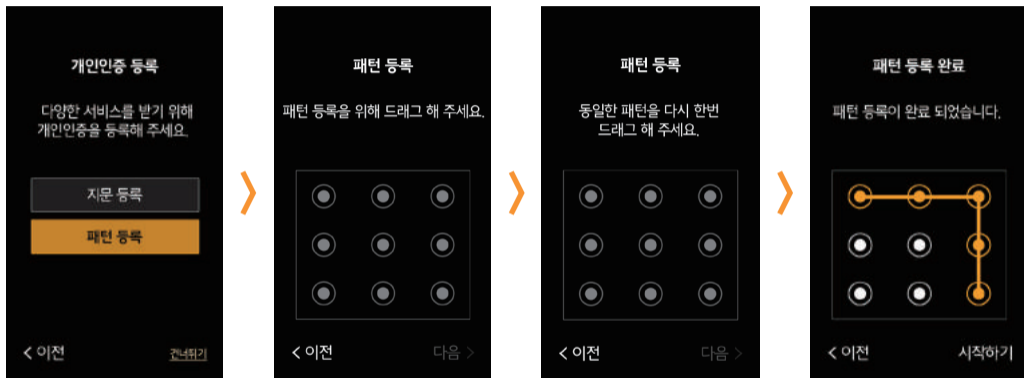 개인인증 등록
다양한 서비스를 받기 위해
개인인증을 등록해 주세요.
지문 등록
패턴 등록
< 이전
건너뛰기
패턴 등록
패턴 등록을 위해 드래그 해 주세요.
< 이전
다음 >
패턴 등록
동일한 패턴을 다시 한번
드래그 해 주세요.
< 이전
다음 >
패턴 등록 완료
패턴 등록이 완료 되었습니다.
< 이전
시작하기